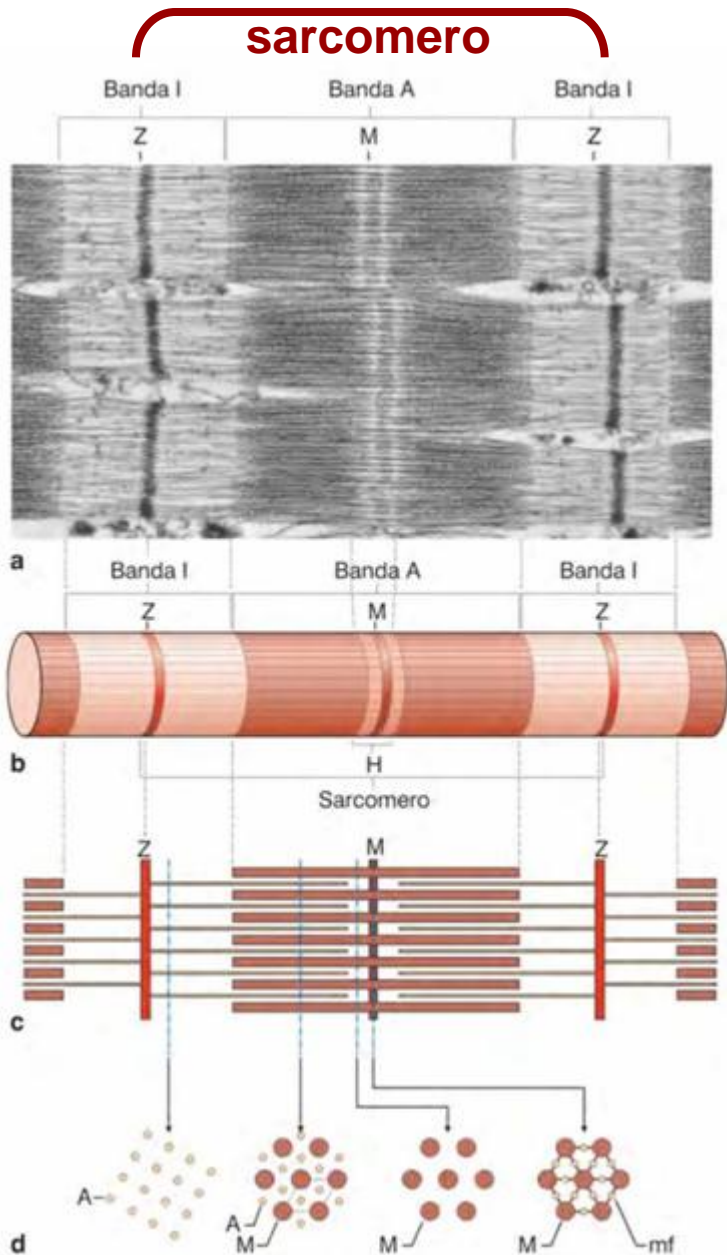 sarcomero
Banda I Banda A Banda I
Z M Z
a
Banda I Banda A Banda I
Z M Z
b
H
Sarcomero
Z M Z
c
A
A
M M M mf
d